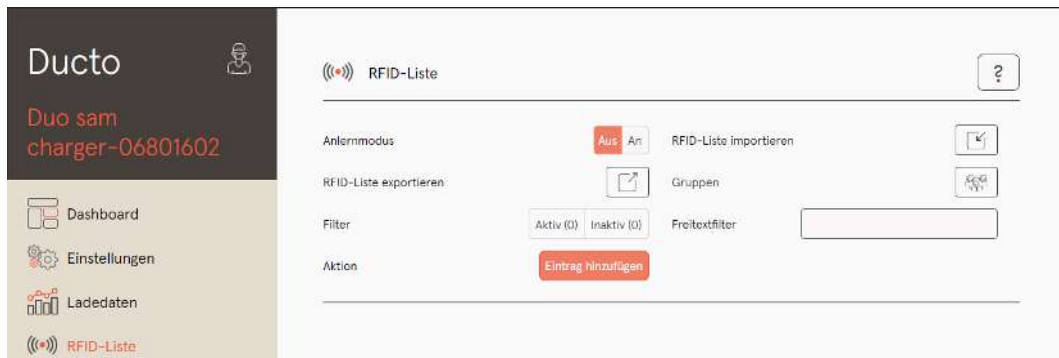 Ducto
Duo sam
charger-06801602
Dashboard
Einstellungen
Ladedaten
RFID-Liste
RFID-Liste
?
Anlernmodus Aus An RFID-Liste importieren
RFID-Liste exportieren Gruppen
Filter Aktiv (0) Inaktiv (0) Freitextfilter
Aktion Eintrag hinzufügen